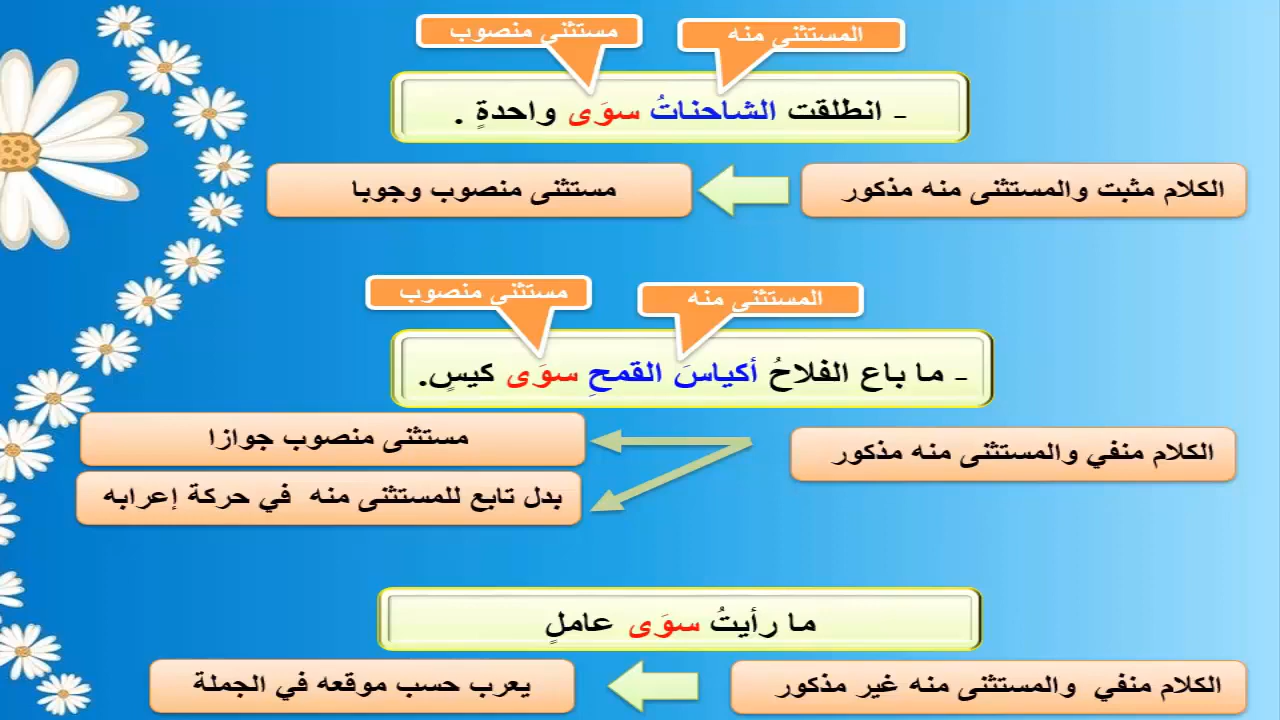 المستثنى منه
مستثنى منصوب
- انطلقت الشاحناتُ سوَى واحدةٍ .
الكلام مثبت والمستثنى منه مذكور
مستثنى منصوب وجوبا
المستثنى منه
مستثنى منصوب
- ما باع الفلاحُ أكياسَ القمحِ سوَى كيسٍ.
الكلام منفي والمستثنى منه مذكور
مستثنى منصوب جوازا
بدل تابع للمستثنى منه في حركة إعرابه
ما رأيتُ سوَى عاملٍ
الكلام منفي والمستثنى منه غير مذكور
يعرب حسب موقعه في الجملة